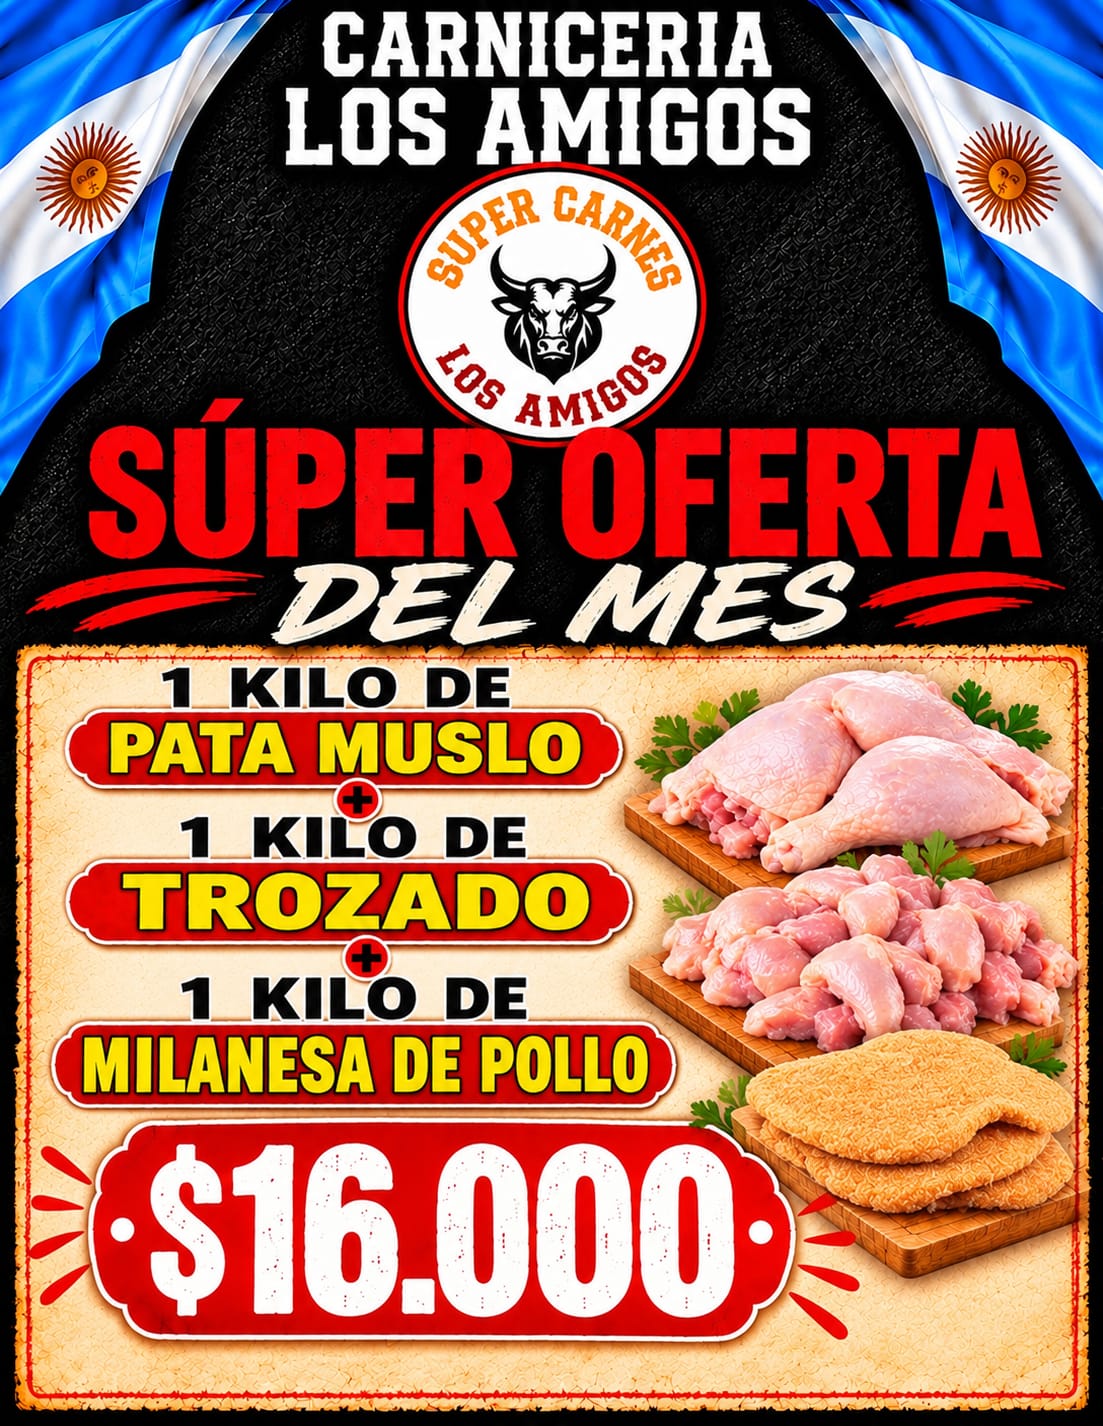 CARNICERIA
LOS AMIGOS
SUPER CARNES
LOS AMIGOS
SÚPER OFERTA
DEL MES
1 KILO DE
PATA MUSLO
+
1 KILO DE
TROZADO
+
1 KILO DE
MILANESA DE POLLO
$16.000